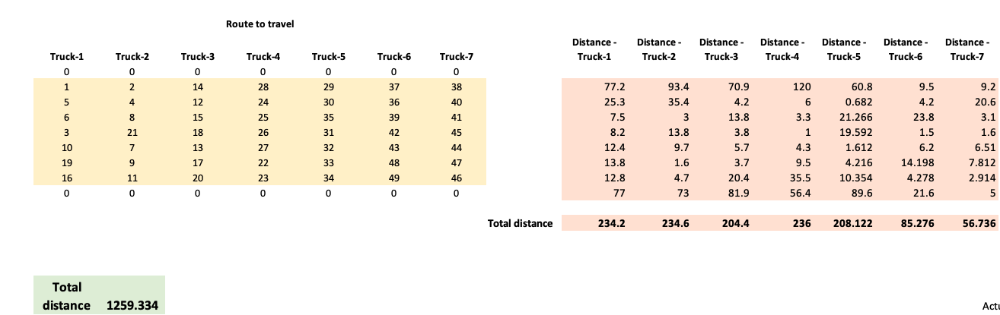 Route to travel
Distance - Distance - Distance - Distance - Distance - Distance - Distance -
Truck-1 Truck-2 Truck-3 Truck-4 Truck-5 Truck-6 Truck-7 Truck-1 Truck-2 Truck-3 Truck-4 Truck-5 Truck-6 Truck-7
0 0 0 0 0 0 0
1 2 14 28 29 37 38 77.2 93.4 70.9 120 60.8 9.5 9.2
5 4 12 24 30 36 40 25.3 35.4 4.2 6 0.682 4.2 20.6
6 8 15 25 35 39 41 7.5 3 13.8 3.3 21.266 23.8 3.1
3 21 18 26 31 42 45 8.2 13.8 3.8 1 19.592 1.5 1.6
10 7 13 27 32 43 44 12.4 9.7 5.7 4.3 1.612 6.2 6.51
19 9 17 22 33 48 47 13.8 1.6 3.7 9.5 4.216 14.198 7.812
16 11 20 23 34 49 46 12.8 4.7 20.4 35.5 10.354 4.278 2.914
0 0 0 0 0 0 0 77 73 81.9 56.4 89.6 21.6 5
Total distance 234.2 234.6 204.4 236 208.122 85.276 56.736
Total
distance 1259.334